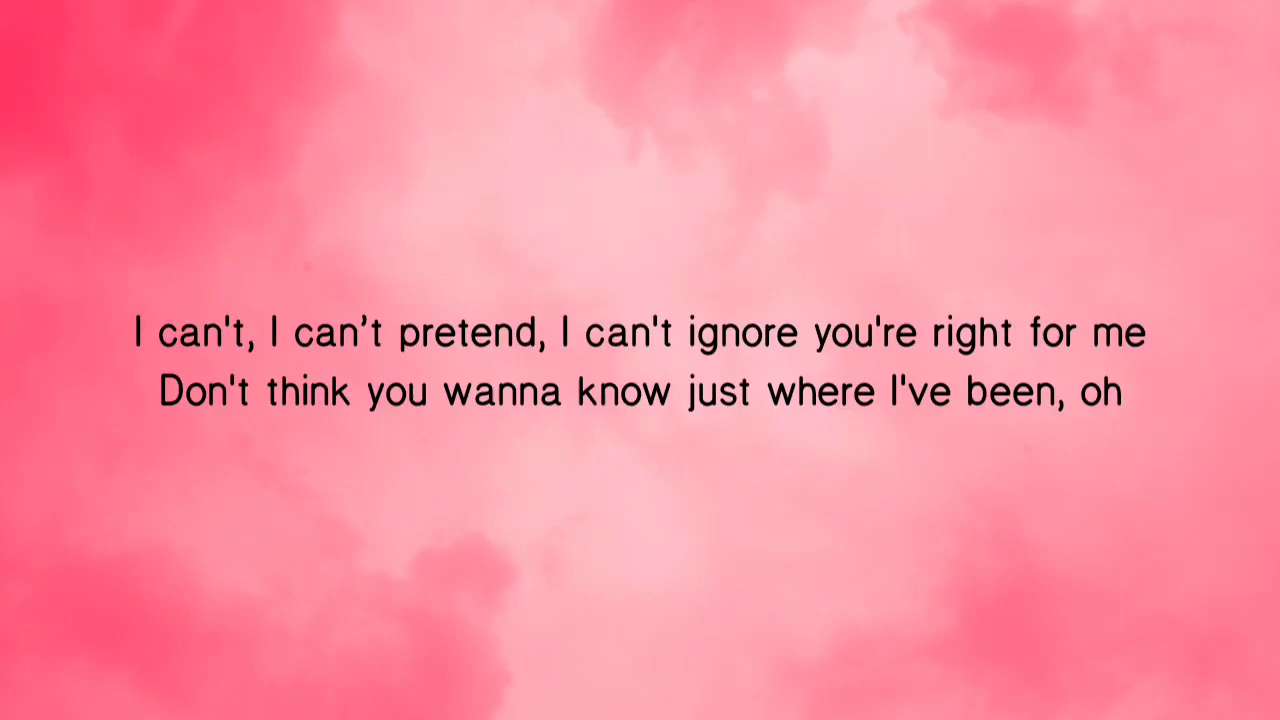 I can't, I can’t pretend, I can't ignore you're right for me
Don't think you wanna know just where I've been, oh